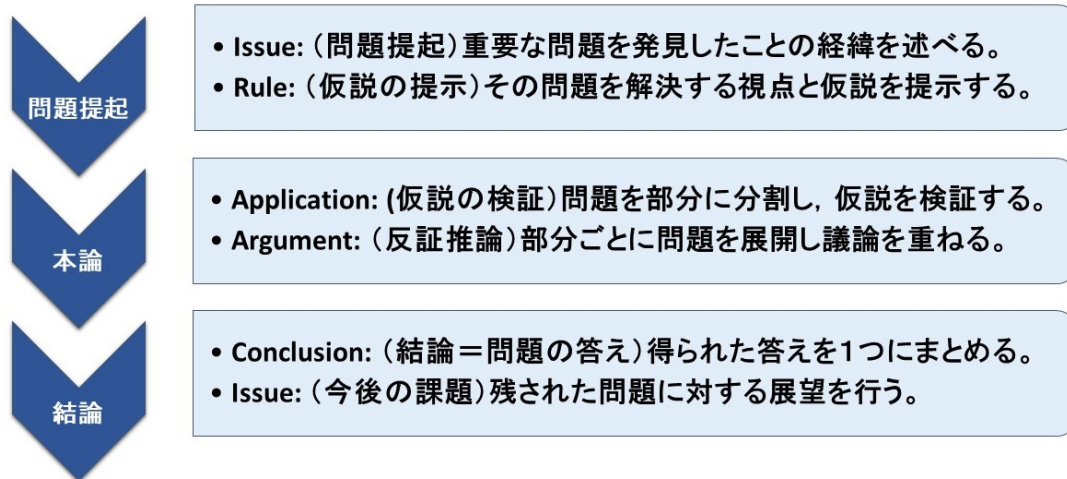 問題提起
• Issue: （問題提起）重要な問題を発見したことの経緯を述べる。
• Rule: （仮説の提示）その問題を解決する視点と仮説を提示する。
本論
• Application: (仮説の検証）問題を部分に分割し，仮説を検証する。
• Argument: （反証推論）部分ごとに問題を展開し議論を重ねる。
結論
• Conclusion: （結論＝問題の答え）得られた答えを１つにまとめる。
• Issue: （今後の課題）残された問題に対する展望を行う。